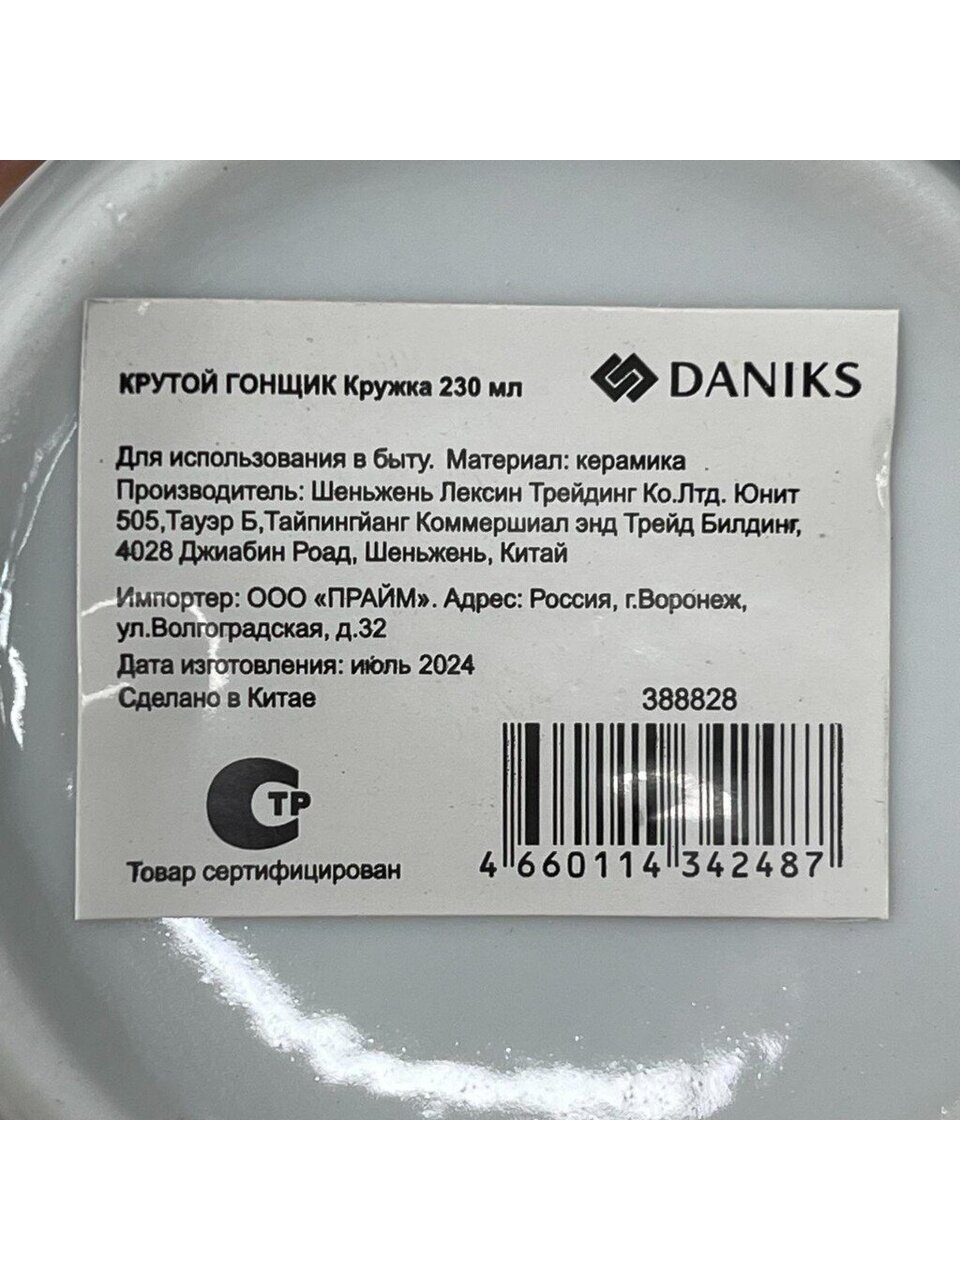 КРУТОЙ ГОНЩИК Кружка 230 мл
DANIKS
Для использования в быту. Материал: керамика
Производитель: Шеньжень Лексин Трейдинг Ко.Лтд. Юнит
505,Тауэр Б,Тайпингйанг Коммершиал энд Трейд Билдинг,
4028 Джиабин Роад, Шеньжень, Китай
Импортер: ООО «ПРАЙМ». Адрес: Россия, г.Воронеж,
ул.Волгоградская, д.32
Дата изготовления: июль 2024
Сделано в Китае
388828
СТР
Товар сертифицирован
4 660114 342487